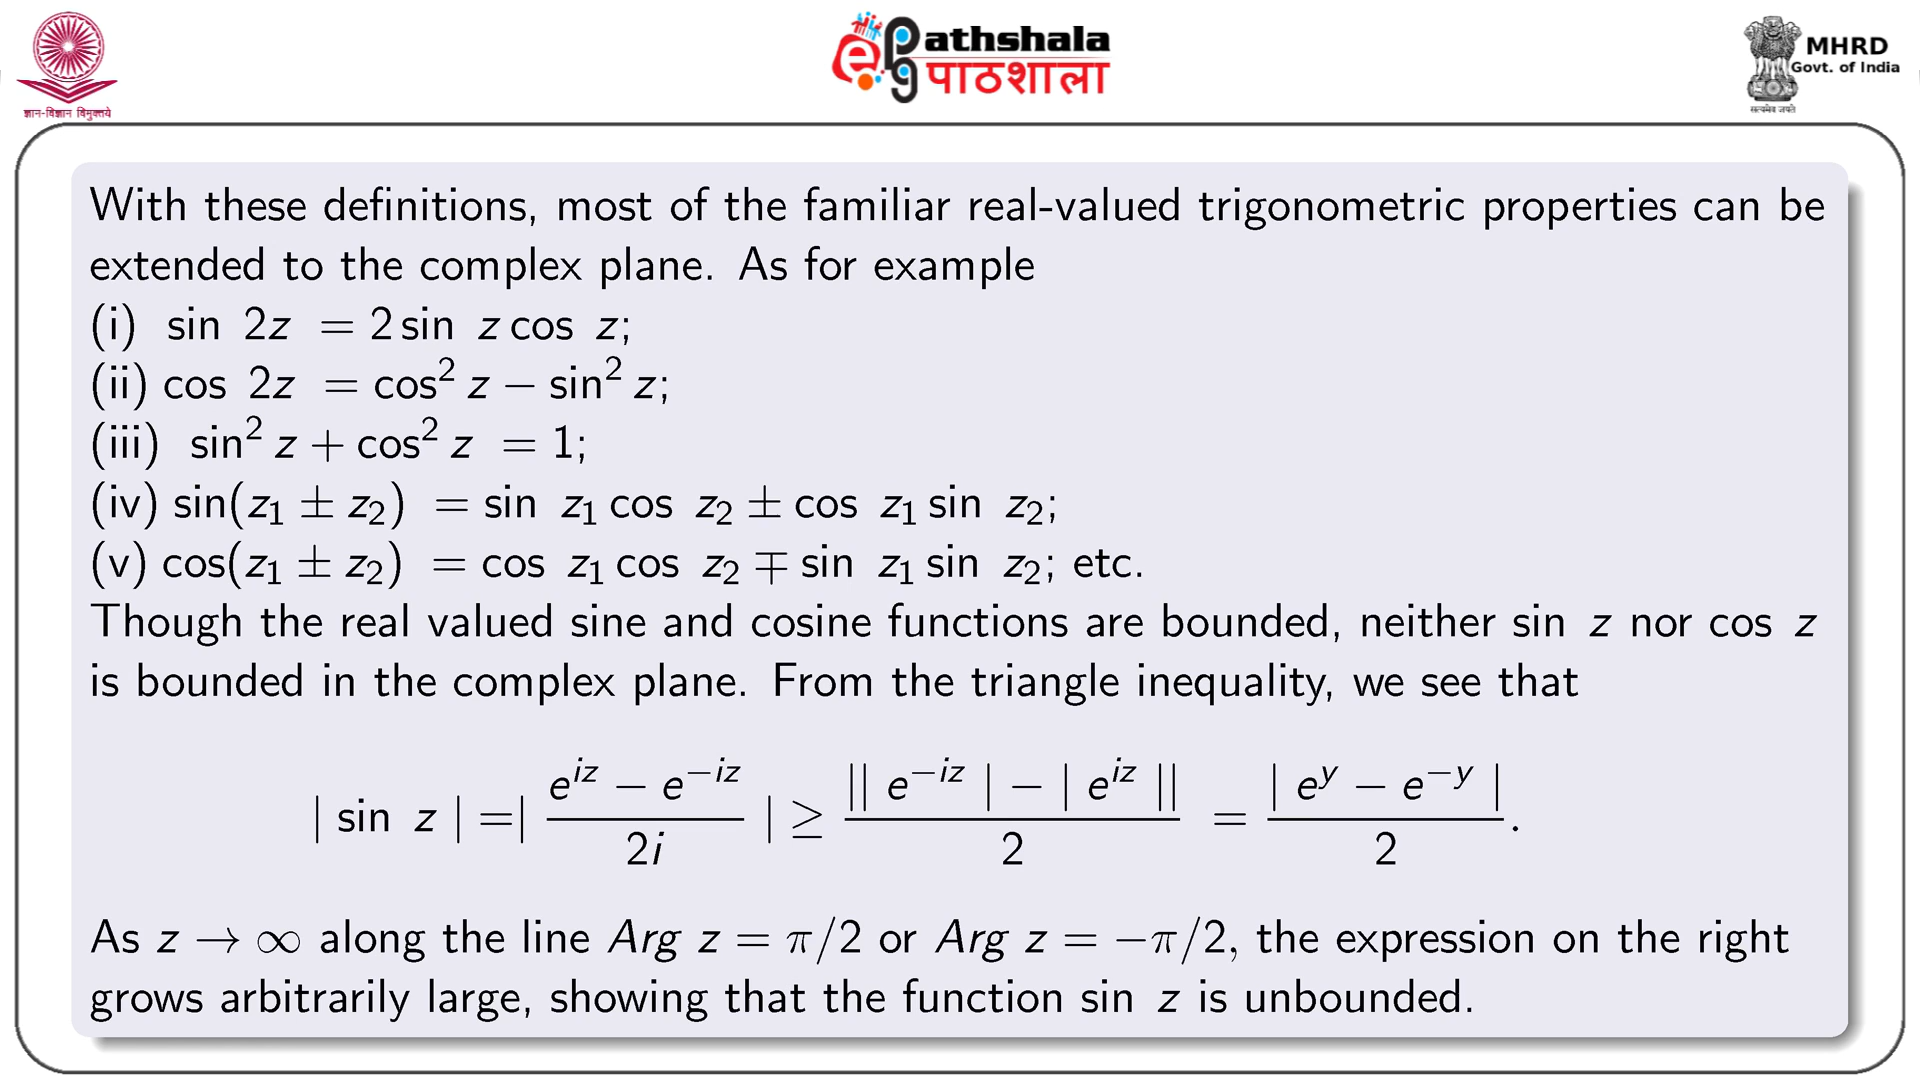 ज्ञान-विज्ञान विमुक्तये
ePg athshala
पाठशाला
MHRD
Govt. of India
सत्यमेव जयते
With these definitions, most of the familiar real-valued trigonometric properties can be
extended to the complex plane. As for example
(i) sin 2z = 2 sin z cos z;
(ii) cos 2z = cos² z − sin² z;
(iii) sin² z + cos² z = 1;
(iv) sin(z₁ ± z₂) = sin z₁ cos z₂ ± cos z₁ sin z₂;
(v) cos(z₁ ± z₂) = cos z₁ cos z₂ ∓ sin z₁ sin z₂; etc.
Though the real valued sine and cosine functions are bounded, neither sin z nor cos z
is bounded in the complex plane. From the triangle inequality, we see that
| sin z | =| (e^{iz} − e^{−iz})/2i | ≥ (|| e^{−iz} | − | e^{iz} ||)/2 = (| e^y − e^{−y} |)/2.
As z → ∞ along the line Arg z = π/2 or Arg z = −π/2, the expression on the right
grows arbitrarily large, showing that the function sin z is unbounded.